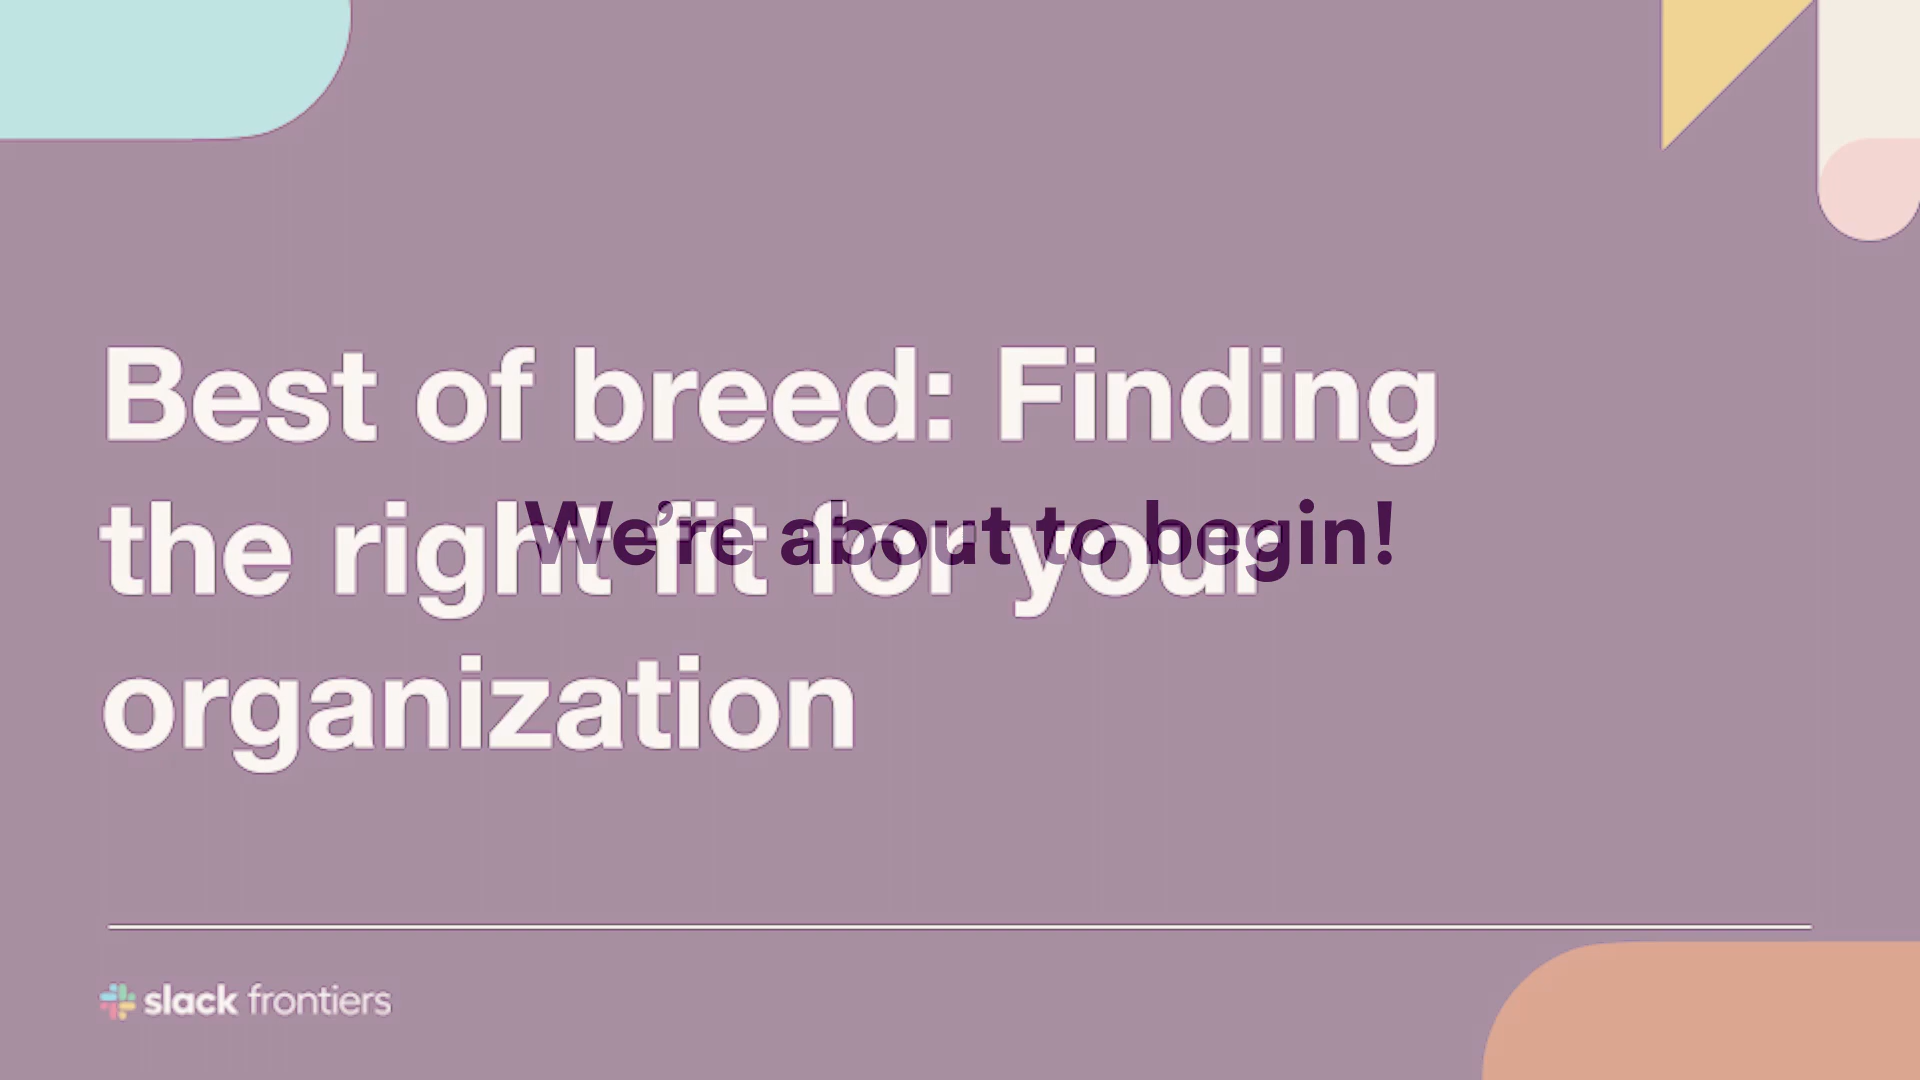 Best of breed: Finding
the right fit for your
organization
We’re about to begin!
slack frontiers